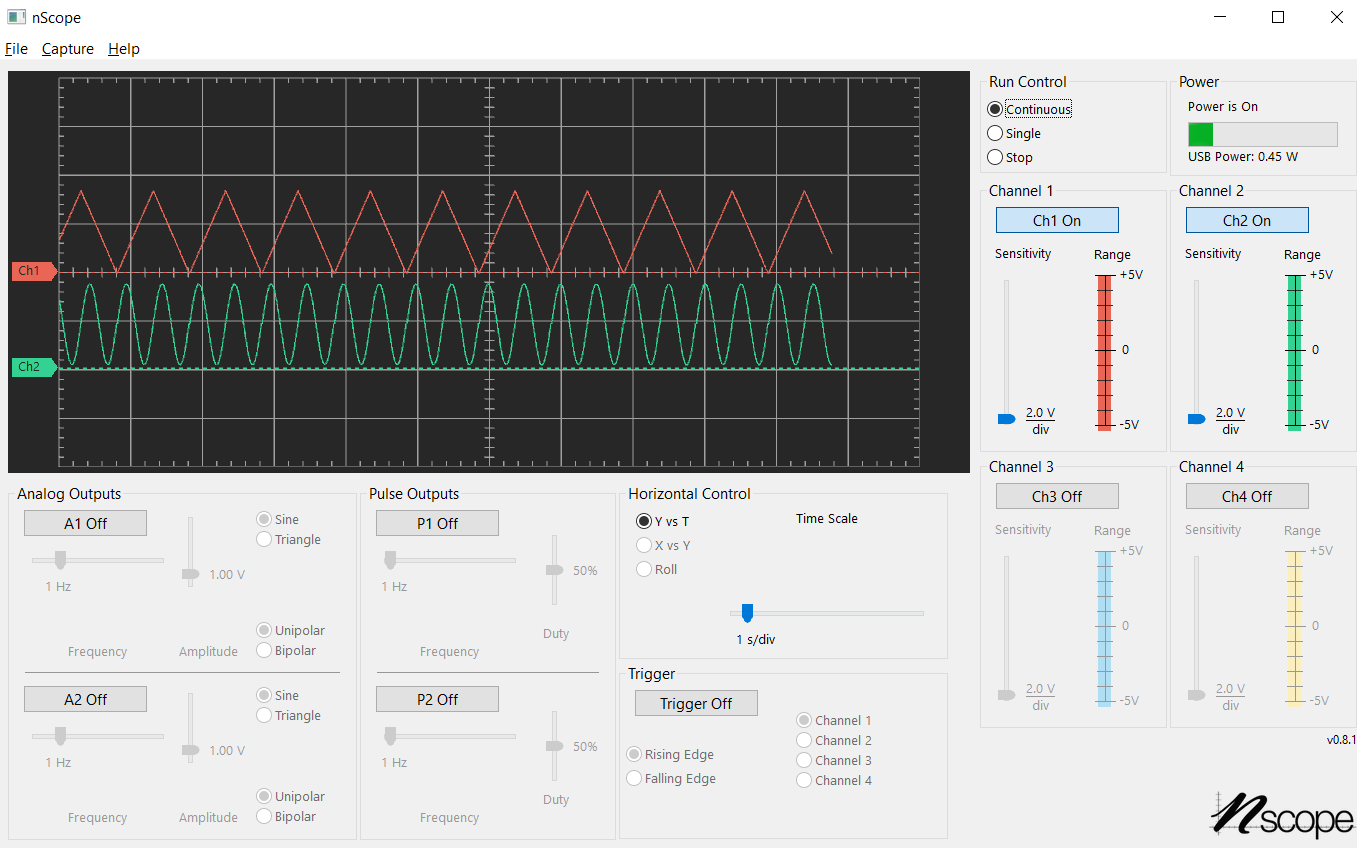 nScope
File Capture Help
Ch1
Ch2
Run Control
Continuous
Single
Stop
Power
Power is On
USB Power: 0.45 W
Channel 1
Ch1 On
Sensitivity
Range
+5V
0
2.0 V
div
-5V
Channel 2
Ch2 On
Sensitivity
Range
+5V
0
2.0 V
div
-5V
Channel 3
Ch3 Off
Sensitivity
Range
+5V
0
2.0 V
div
-5V
Channel 4
Ch4 Off
Sensitivity
Range
+5V
0
2.0 V
div
-5V
Analog Outputs
A1 Off
Sine
Triangle
1 Hz
1.00 V
Unipolar
Bipolar
Frequency
Amplitude
A2 Off
Sine
Triangle
1 Hz
1.00 V
Unipolar
Bipolar
Frequency
Amplitude
Pulse Outputs
P1 Off
1 Hz
50%
Duty
Frequency
P2 Off
1 Hz
50%
Duty
Frequency
Horizontal Control
Y vs T
X vs Y
Roll
Time Scale
1 s/div
Trigger
Trigger Off
Rising Edge
Falling Edge
Channel 1
Channel 2
Channel 3
Channel 4
v0.8.1
nscope